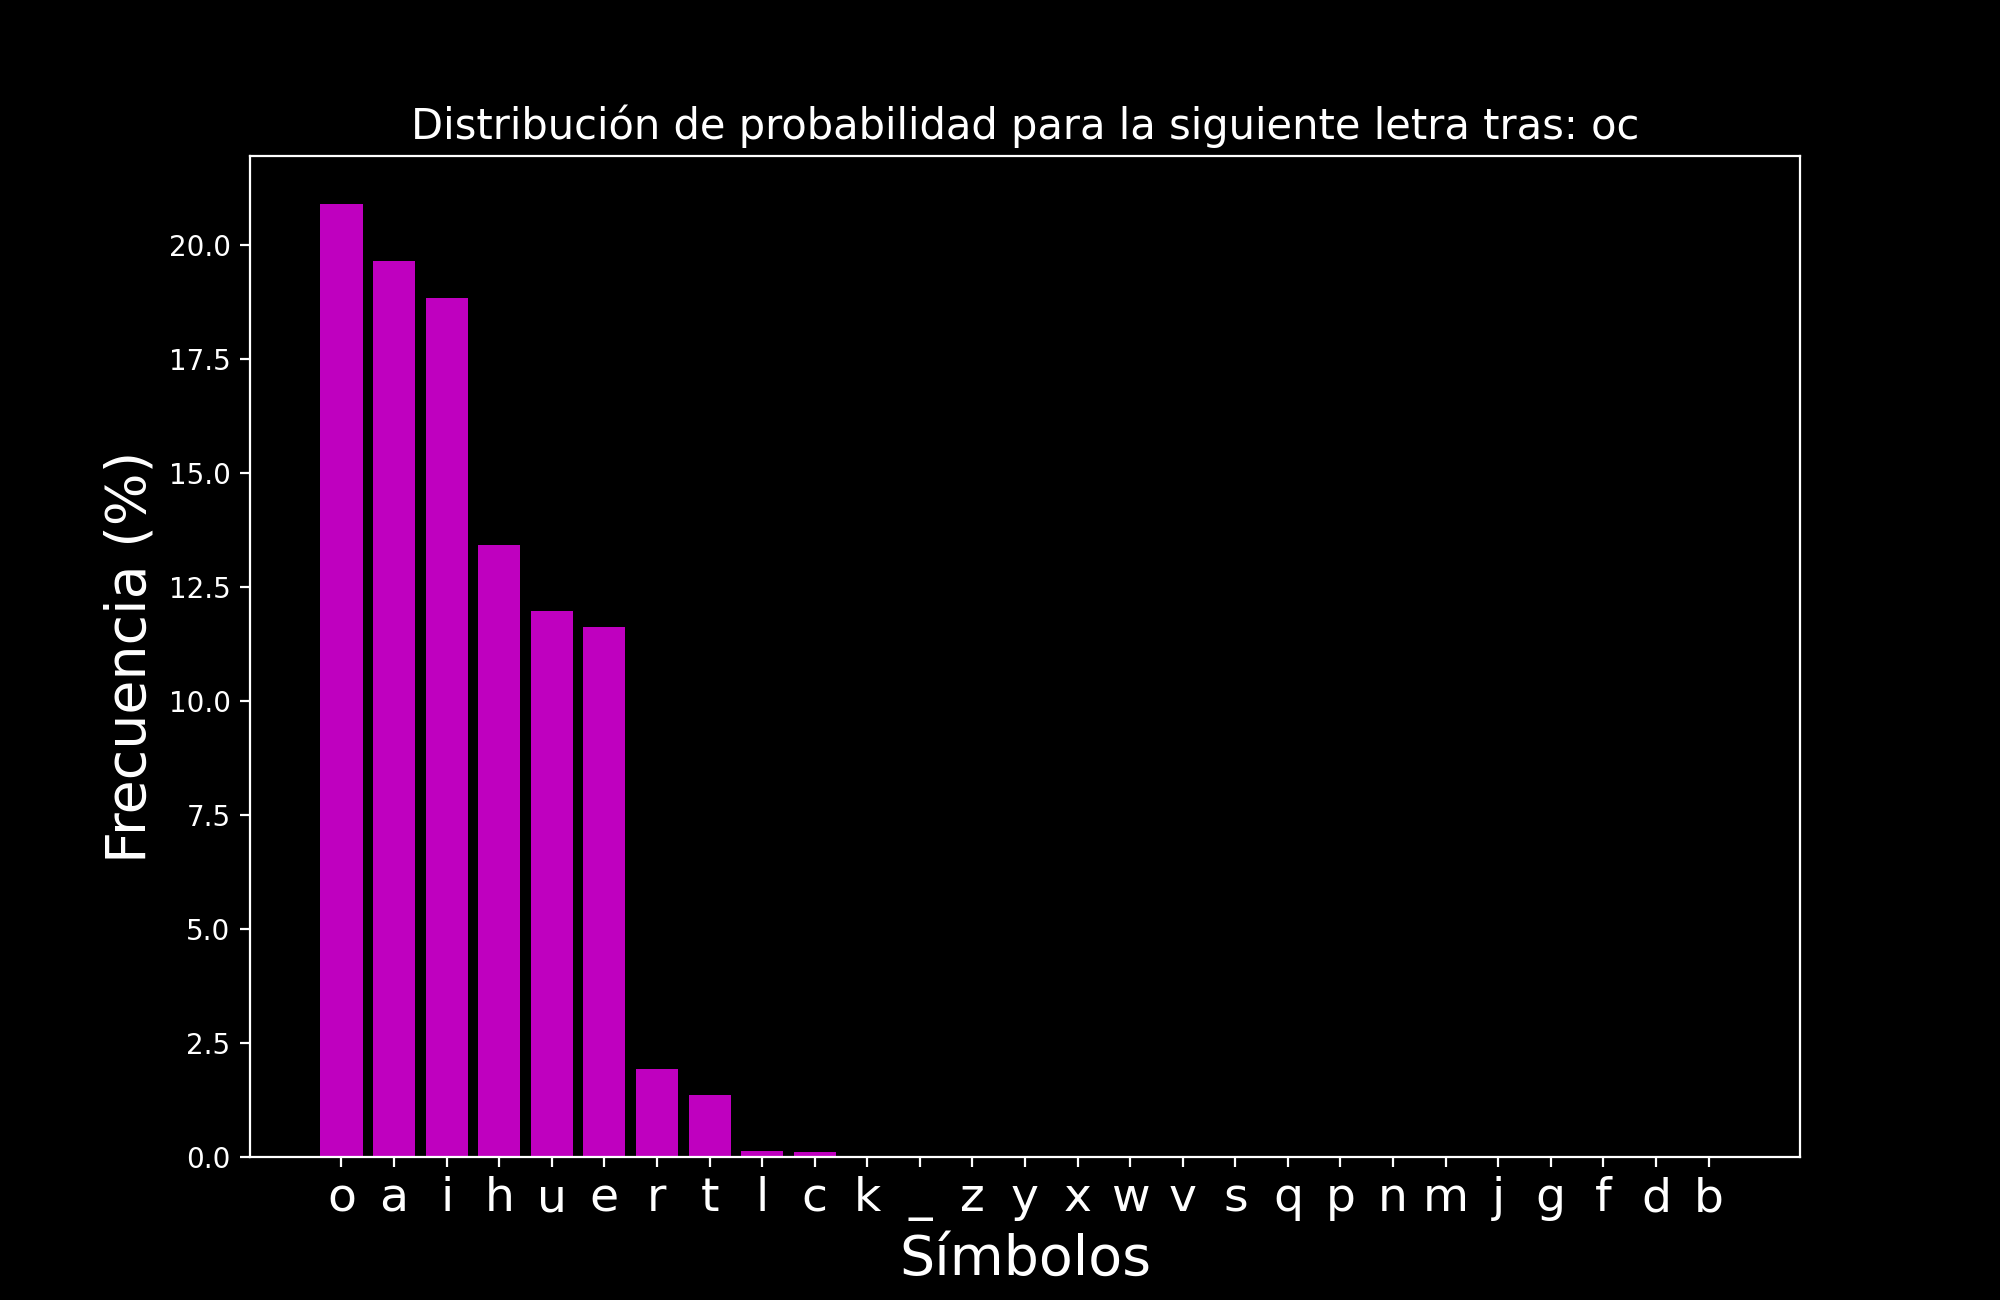 Distribución de probabilidad para la siguiente letra tras: oc
Frecuencia (%)
20.0
17.5
15.0
12.5
10.0
7.5
5.0
2.5
0.0
o a i h u e r t l c k _ z y x w v s q p n m j g f d b
Símbolos